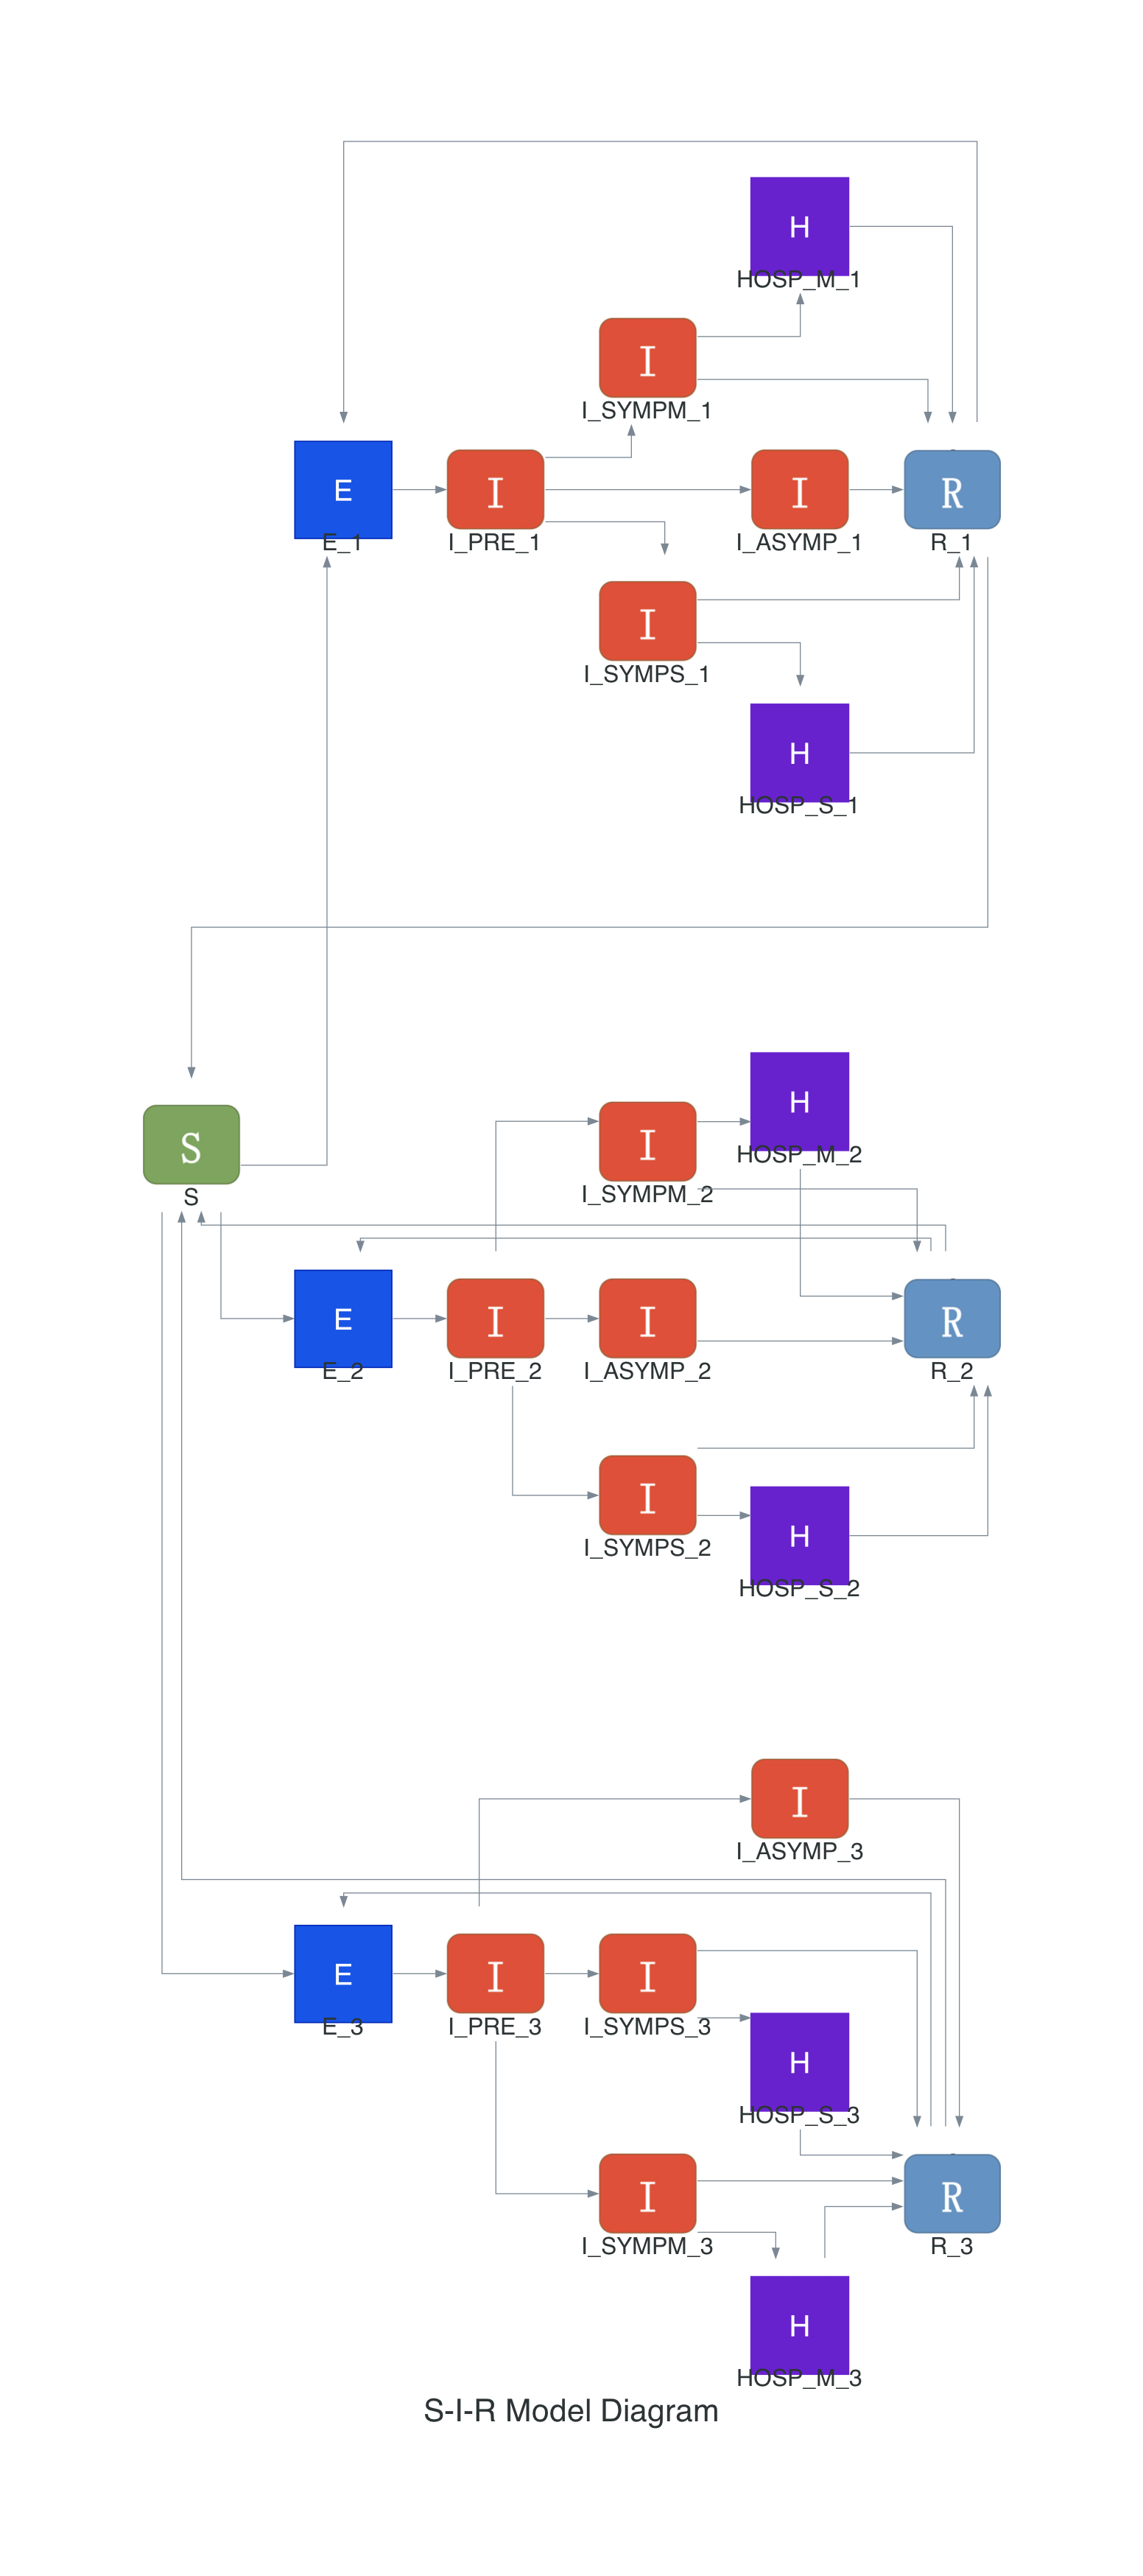 H
HOSP_M_1
I
I_SYMPM_1
E
E_1
I
I_PRE_1
I
I_ASYMP_1
R
R_1
I
I_SYMPS_1
H
HOSP_S_1
S
S
H
HOSP_M_2
I
I_SYMPM_2
E
E_2
I
I_PRE_2
I
I_ASYMP_2
R
R_2
I
I_SYMPS_2
H
HOSP_S_2
I
I_ASYMP_3
E
E_3
I
I_PRE_3
I
I_SYMPS_3
H
HOSP_S_3
I
I_SYMPM_3
R
R_3
H
HOSP_M_3
S-I-R Model Diagram